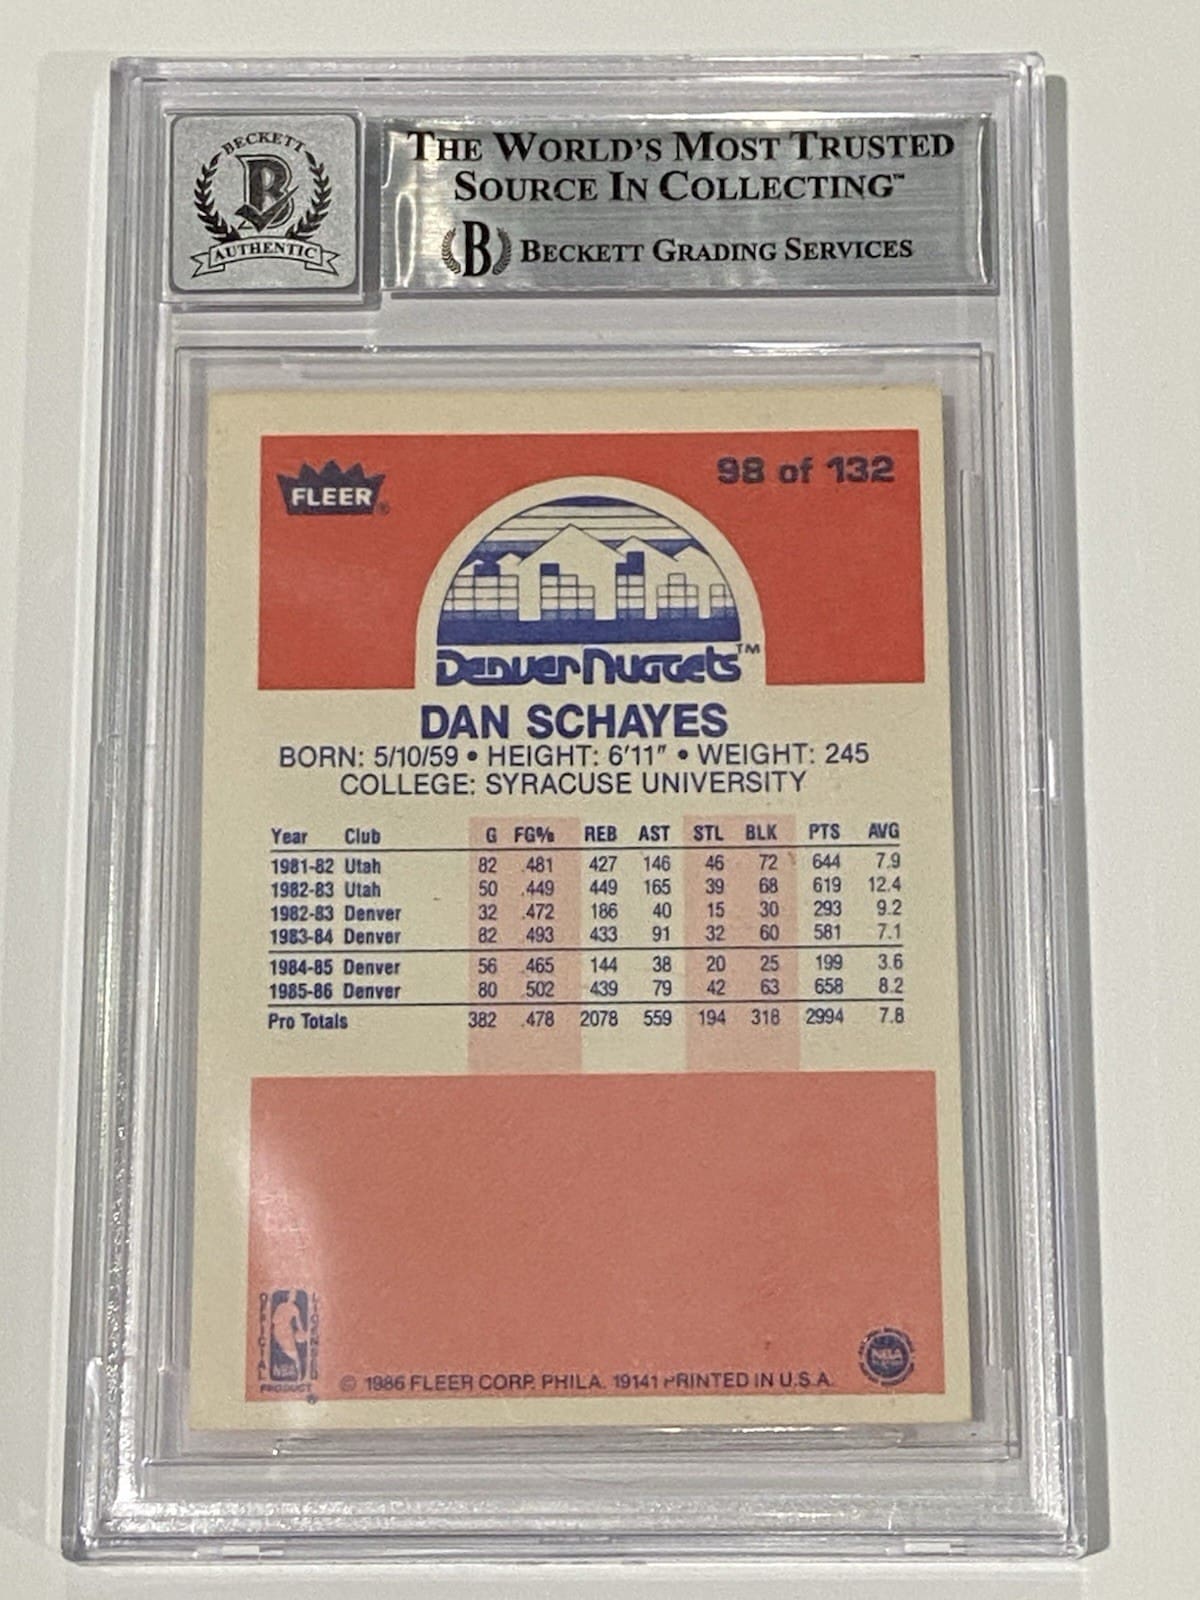 BECKETT
B
AUTHENTIC
THE WORLD'S MOST TRUSTED
SOURCE IN COLLECTING™
B BECKETT GRADING SERVICES
98 of 132
FLEER®
Denver Nuggets™
DAN SCHAYES
BORN: 5/10/59 • HEIGHT: 6'11" • WEIGHT: 245
COLLEGE: SYRACUSE UNIVERSITY
Year Club G FG% REB AST STL BLK PTS AVG
1981-82 Utah 82 .481 427 146 46 72 644 7.9
1982-83 Utah 50 .449 449 165 39 68 619 12.4
1982-83 Denver 32 .472 186 40 15 30 293 9.2
1983-84 Denver 82 .493 433 91 32 60 581 7.1
1984-85 Denver 56 .465 144 38 20 25 199 3.6
1985-86 Denver 80 .502 439 79 42 63 658 8.2
Pro Totals 382 .478 2078 559 194 318 2994 7.8
OFFICIAL LICENSED
NBA
PRODUCT ®
© 1986 FLEER CORP. PHILA. 19141 PRINTED IN U.S.A.